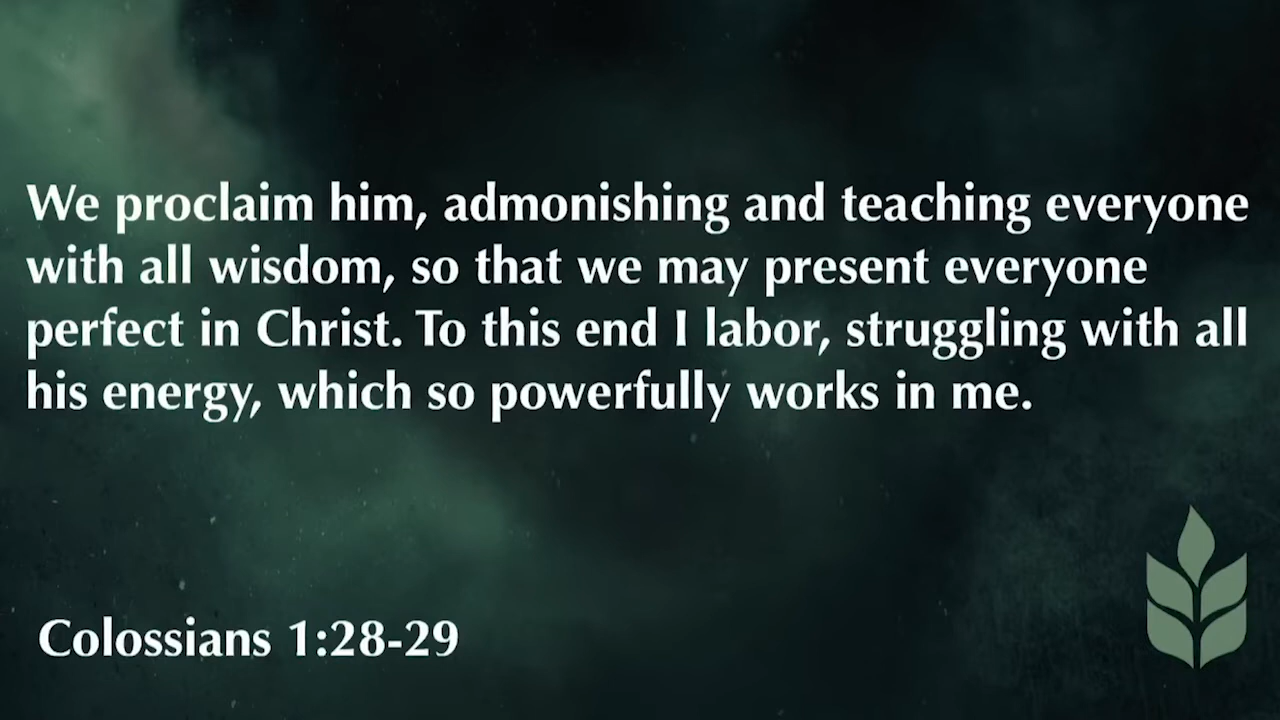 We proclaim him, admonishing and teaching everyone
with all wisdom, so that we may present everyone
perfect in Christ. To this end I labor, struggling with all
his energy, which so powerfully works in me.
Colossians 1:28-29